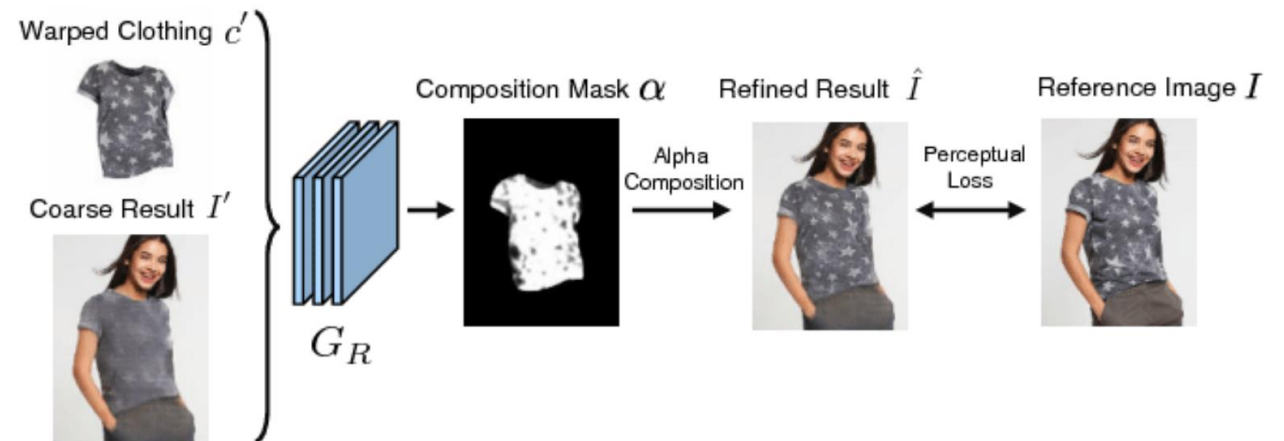 Warped Clothing c′
Coarse Result I′
G_R
Composition Mask α
Alpha
Composition
Refined Result Î
Perceptual
Loss
Reference Image I